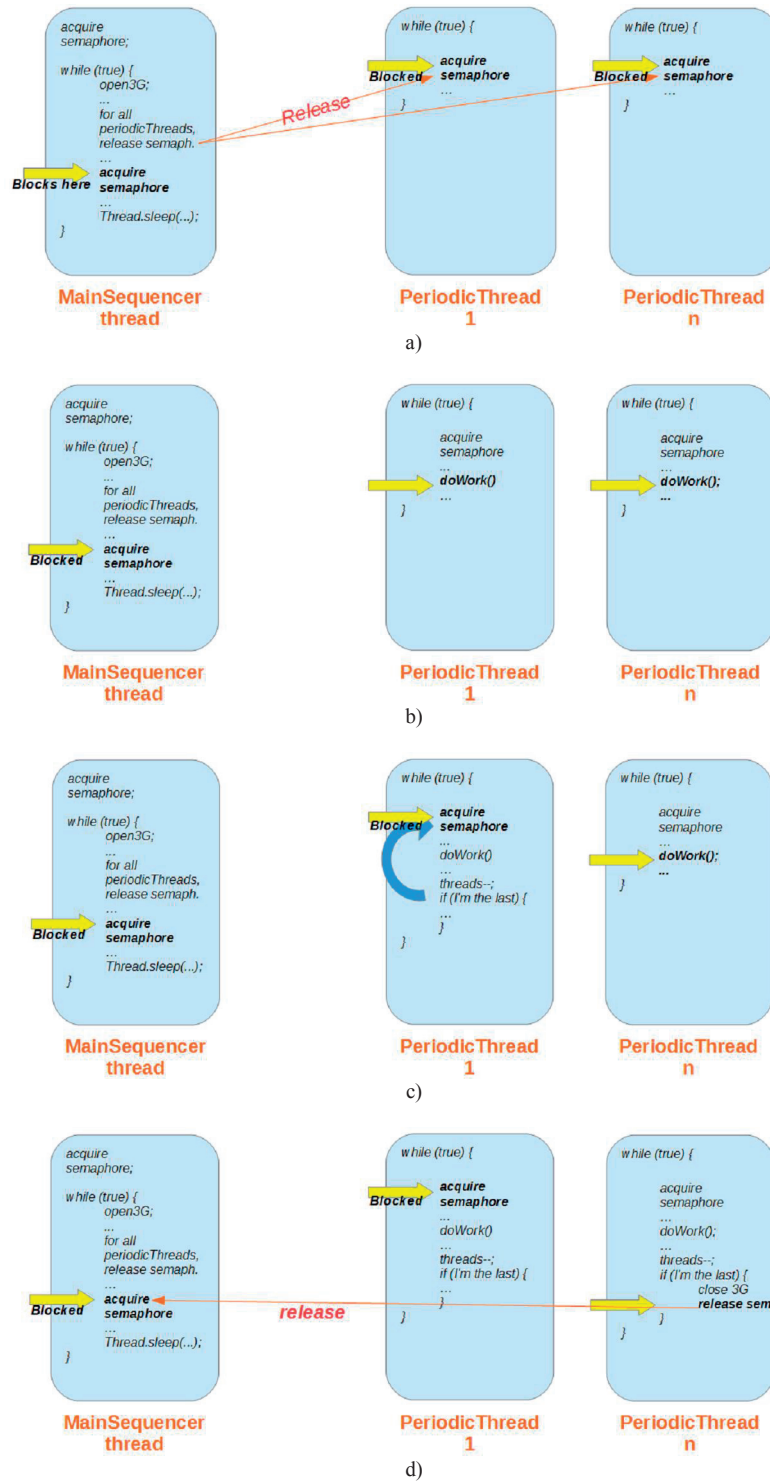 acquire
semaphore;
while (true) {
open3G;
...
for all
periodicThreads,
release semaph.
...
Blocks here
acquire
semaphore
...
Thread.sleep(...);
}
MainSequencer
thread
Release
while (true) {
Blocked
acquire
semaphore
...
}
PeriodicThread
1
while (true) {
Blocked
acquire
semaphore
...
}
PeriodicThread
n
a)
acquire
semaphore;
while (true) {
open3G;
...
for all
periodicThreads,
release semaph.
...
Blocked
acquire
semaphore
...
Thread.sleep(...);
}
MainSequencer
thread
while (true) {
acquire
semaphore
...
doWork()
...
}
PeriodicThread
1
while (true) {
acquire
semaphore
...
doWork();
...
}
PeriodicThread
n
b)
acquire
semaphore;
while (true) {
open3G;
...
for all
periodicThreads,
release semaph.
...
Blocked
acquire
semaphore
...
Thread.sleep(...);
}
MainSequencer
thread
while (true) {
Blocked
acquire
semaphore
...
doWork()
...
threads--;
if (I'm the last) {
...
}
}
PeriodicThread
1
while (true) {
acquire
semaphore
...
doWork();
...
}
PeriodicThread
n
c)
acquire
semaphore;
while (true) {
open3G;
...
for all
periodicThreads,
release semaph.
...
Blocked
acquire
semaphore
...
Thread.sleep(...);
}
MainSequencer
thread
release
while (true) {
Blocked
acquire
semaphore
...
doWork()
...
threads--;
if (I'm the last) {
...
}
}
PeriodicThread
1
while (true) {
acquire
semaphore
...
doWork();
...
threads--;
if (I'm the last) {
close 3G
release sem
}
}
PeriodicThread
n
d)